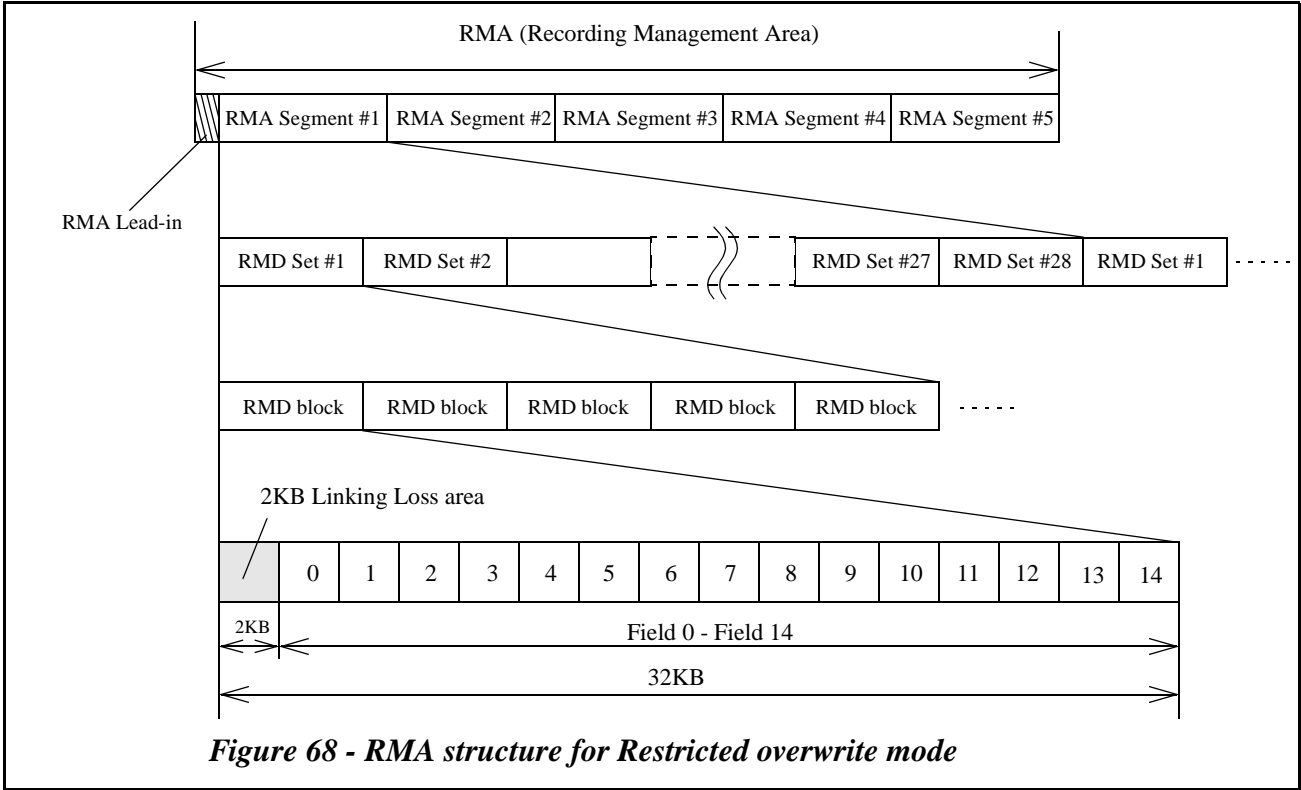 RMA (Recording Management Area)
RMA Segment #1 RMA Segment #2 RMA Segment #3 RMA Segment #4 RMA Segment #5
RMA Lead-in
RMD Set #1 RMD Set #2 RMD Set #27 RMD Set #28 RMD Set #1
RMD block RMD block RMD block RMD block RMD block
2KB Linking Loss area
0 1 2 3 4 5 6 7 8 9 10 11 12 13 14
2KB Field 0 - Field 14
32KB
Figure 68 - RMA structure for Restricted overwrite mode